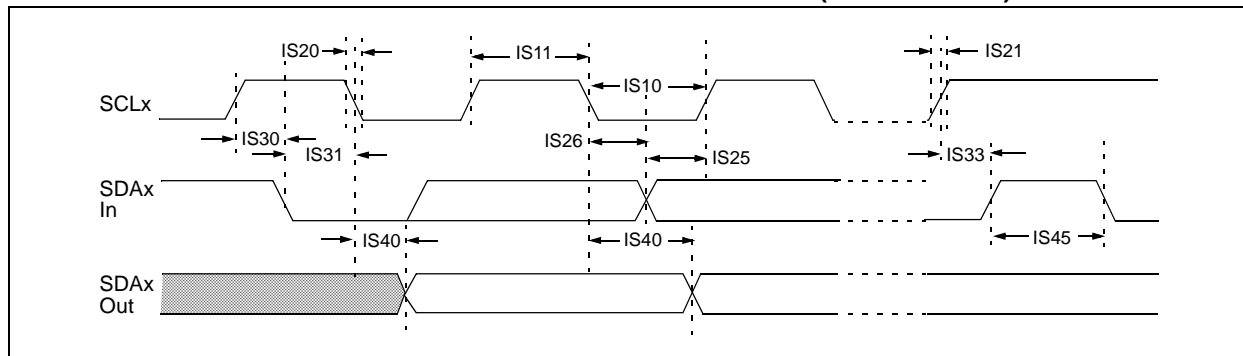 IS20
IS11
IS21
IS10
SCLx
IS30
IS31
IS26
IS25
IS33
SDAx
In
IS40
IS40
IS45
SDAx
Out